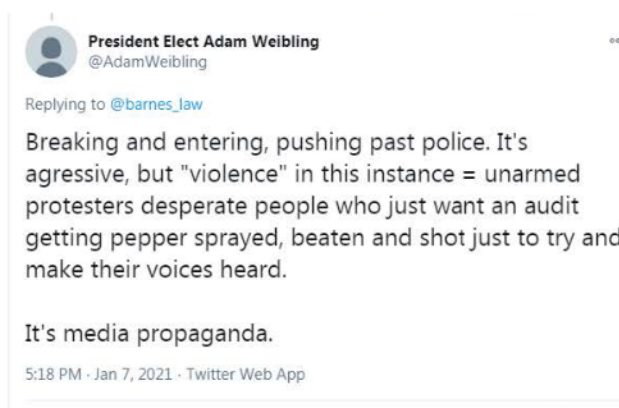 President Elect Adam Weibling
@AdamWeibling
Replying to @barnes_law
Breaking and entering, pushing past police. It's
agressive, but "violence" in this instance = unarmed
protesters desperate people who just want an audit
getting pepper sprayed, beaten and shot just to try and
make their voices heard.
It's media propaganda.
5:18 PM · Jan 7, 2021 · Twitter Web App